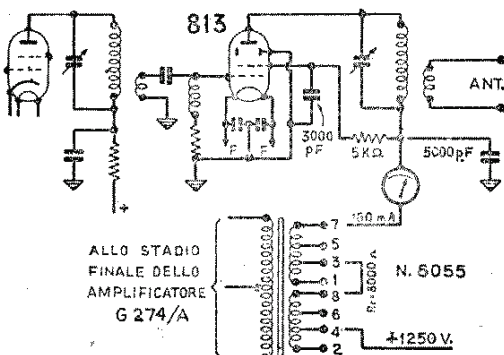 813
ANT.
F F
3000
pF
5KΩ
5000pF
100 mA
ALLO STADIO
FINALE DELLO
AMPLIFICATORE
G 274/A
7
5
3
1
8
6
4
2
N. 6055
+1250 V.
+